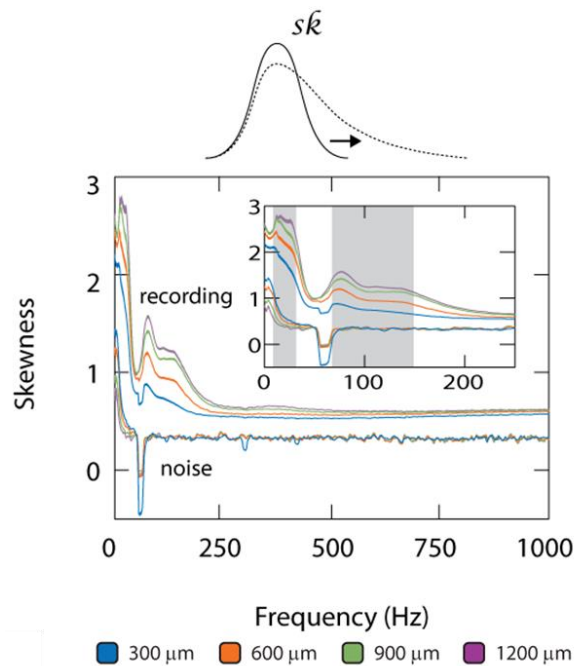 sk
3
2
1
0
Skewness
recording
noise
3
2
1
0
0 100 200
0 250 500 750 1000
Frequency (Hz)
300 μm 600 μm 900 μm 1200 μm